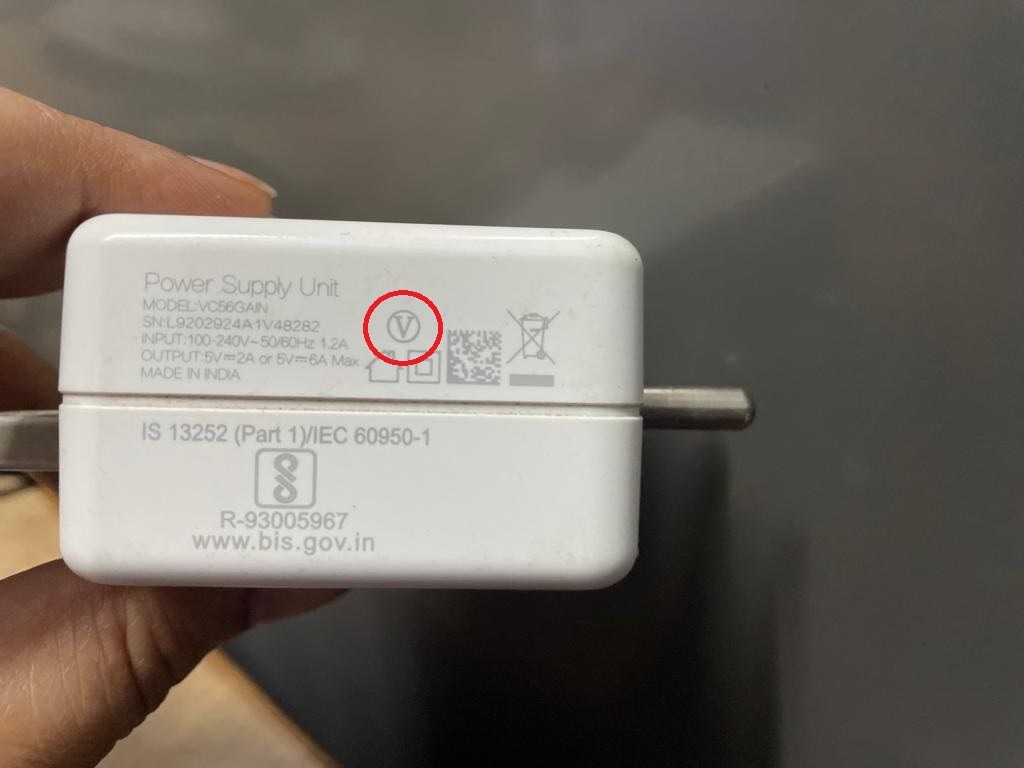 Power Supply Unit
MODEL:VC56GAIN
SN:L9202924A1V48282
INPUT:100-240V~50/60Hz 1.2A
OUTPUT:5V⎓2A or 5V⎓6A Max
MADE IN INDIA
V
IS 13252 (Part 1)/IEC 60950-1
R-93005967
www.bis.gov.in